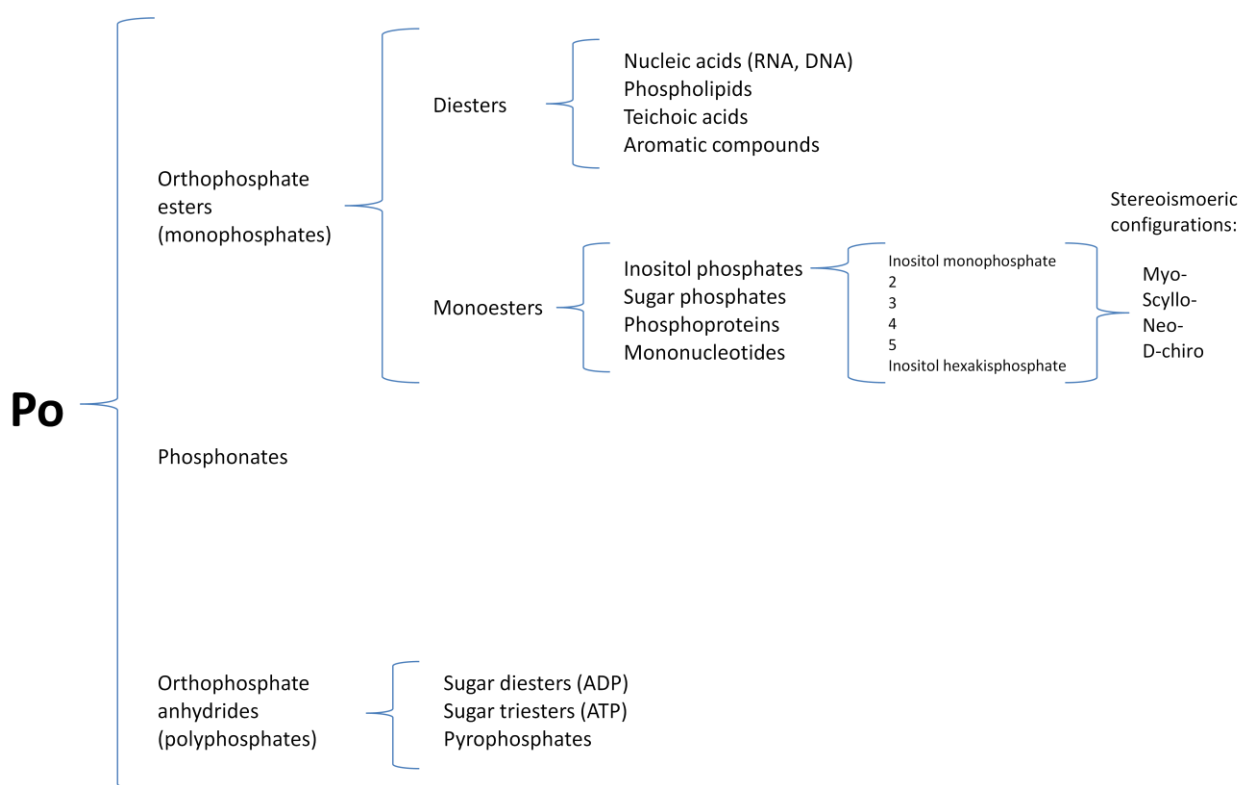 Po
Orthophosphate
esters
(monophosphates)
Diesters
Nucleic acids (RNA, DNA)
Phospholipids
Teichoic acids
Aromatic compounds
Monoesters
Inositol phosphates
Sugar phosphates
Phosphoproteins
Mononucleotides
Inositol monophosphate
2
3
4
5
Inositol hexakisphosphate
Stereoismoeric
configurations:
Myo-
Scyllo-
Neo-
D-chiro
Phosphonates
Orthophosphate
anhydrides
(polyphosphates)
Sugar diesters (ADP)
Sugar triesters (ATP)
Pyrophosphates